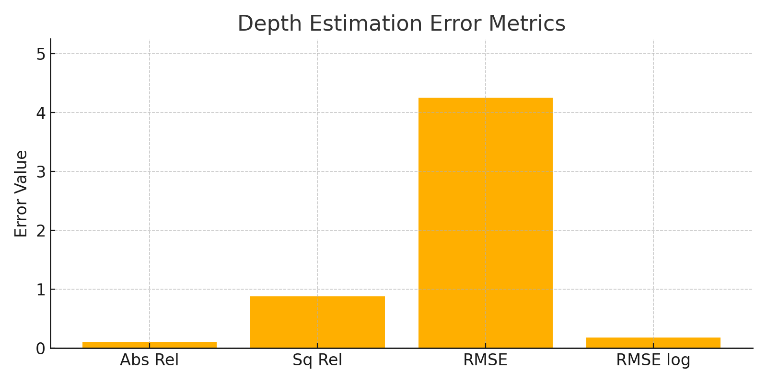 Depth Estimation Error Metrics
Error Value
5
4
3
2
1
0
Abs Rel
Sq Rel
RMSE
RMSE log